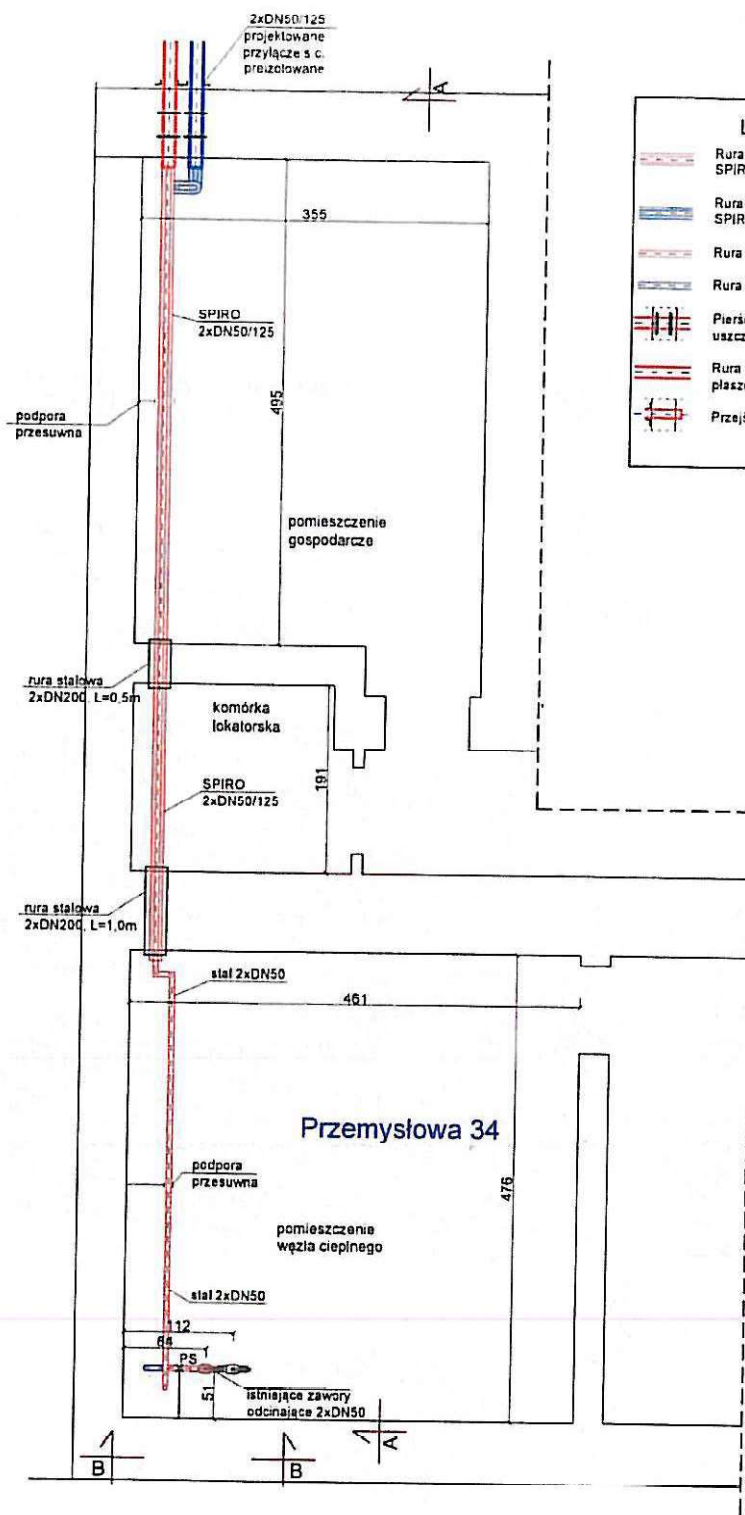 2xDN50/125
projektowane
przyłącze s c.
preizolowane
A
L
Rura
SPIR
Rura
SPIR
Rura
Rura
Pierś
uszcz
Rura
płaszc
Przejś
355
SPIRO
2xDN50/125
495
podpora
przesuwna
pomieszczenie
gospodarcze
rura stalowa
2xDN200, L=0,5m
komórka
lokatorska
191
SPIRO
2xDN50/125
rura stalowa
2xDN200, L=1,0m
stal 2xDN50
461
Przemysłowa 34
podpora
przesuwna
476
pomieszczenie
węzła cieplnego
stal 2xDN50
112
64
PS
51
istniejące zawory
odcinające 2xDN50
A
B
B